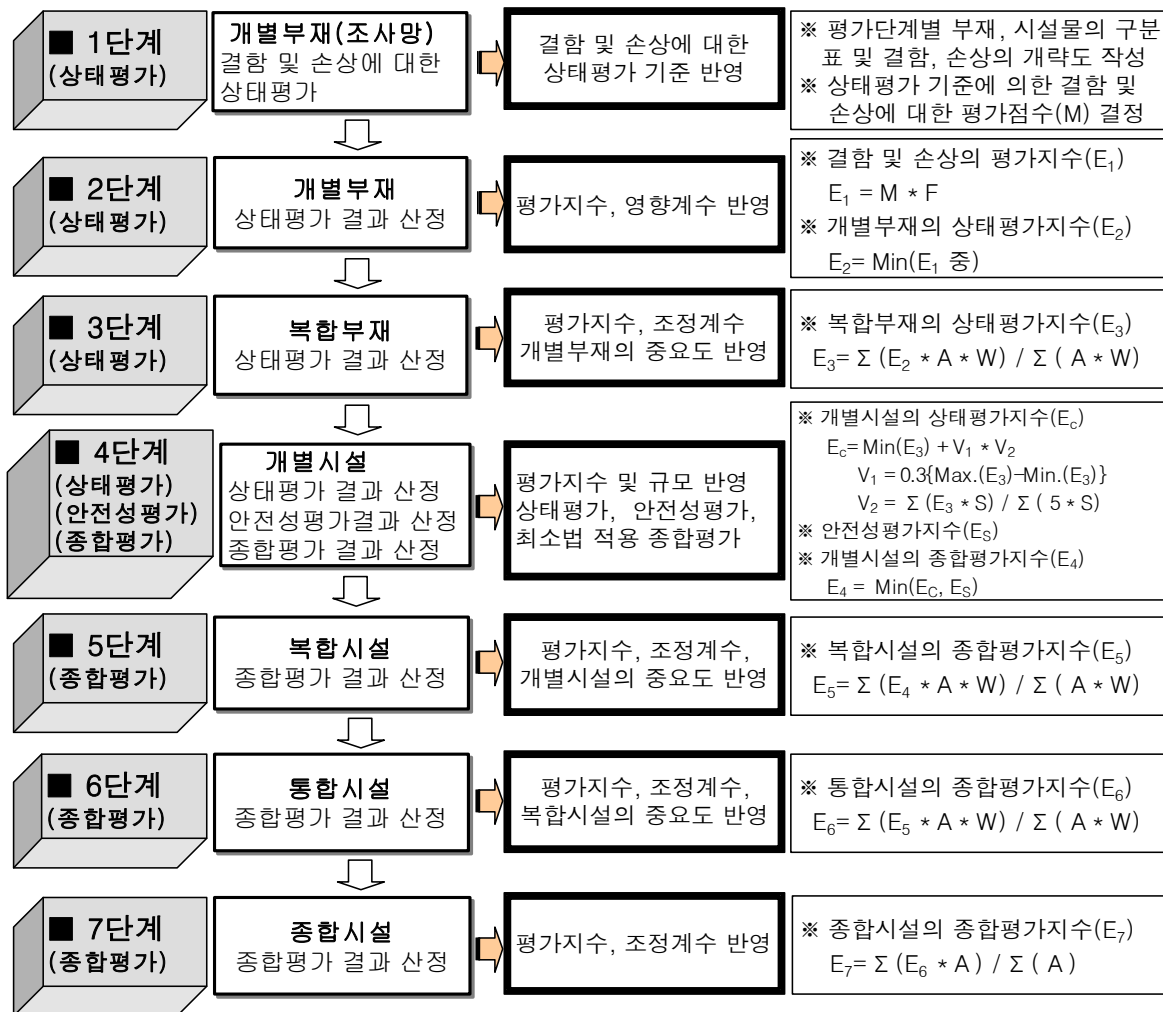 ■ 1단계
(상태평가)
개별부재(조사망)
결함 및 손상에 대한
상태평가
결함 및 손상에 대한
상태평가 기준 반영
※ 평가단계별 부재, 시설물의 구분
표 및 결함, 손상의 개략도 작성
※ 상태평가 기준에 의한 결함 및
손상에 대한 평가점수(M) 결정
■ 2단계
(상태평가)
개별부재
상태평가 결과 산정
평가지수, 영향계수 반영
※ 결함 및 손상의 평가지수(E₁)
E₁ = M * F
※ 개별부재의 상태평가지수(E₂)
E₂= Min(E₁ 중)
■ 3단계
(상태평가)
복합부재
상태평가 결과 산정
평가지수, 조정계수
개별부재의 중요도 반영
※ 복합부재의 상태평가지수(E₃)
E₃= Σ (E₂ * A * W) / Σ ( A * W)
■ 4단계
(상태평가)
(안전성평가)
(종합평가)
개별시설
상태평가 결과 산정
안전성평가결과 산정
종합평가 결과 산정
평가지수 및 규모 반영
상태평가, 안전성평가,
최소법 적용 종합평가
※ 개별시설의 상태평가지수(E_c)
E_c= Min(E₃) + V₁ * V₂
V₁ = 0.3{Max.(E₃)-Min.(E₃)}
V₂ = Σ (E₃ * S) / Σ ( 5 * S)
※ 안전성평가지수(E_S)
※ 개별시설의 종합평가지수(E₄)
E₄ = Min(E_C, E_S)
■ 5단계
(종합평가)
복합시설
종합평가 결과 산정
평가지수, 조정계수,
개별시설의 중요도 반영
※ 복합시설의 종합평가지수(E₅)
E₅= Σ (E₄ * A * W) / Σ ( A * W)
■ 6단계
(종합평가)
통합시설
종합평가 결과 산정
평가지수, 조정계수,
복합시설의 중요도 반영
※ 통합시설의 종합평가지수(E₆)
E₆= Σ (E₅ * A * W) / Σ ( A * W)
■ 7단계
(종합평가)
종합시설
종합평가 결과 산정
평가지수, 조정계수 반영
※ 종합시설의 종합평가지수(E₇)
E₇= Σ (E₆ * A ) / Σ ( A )